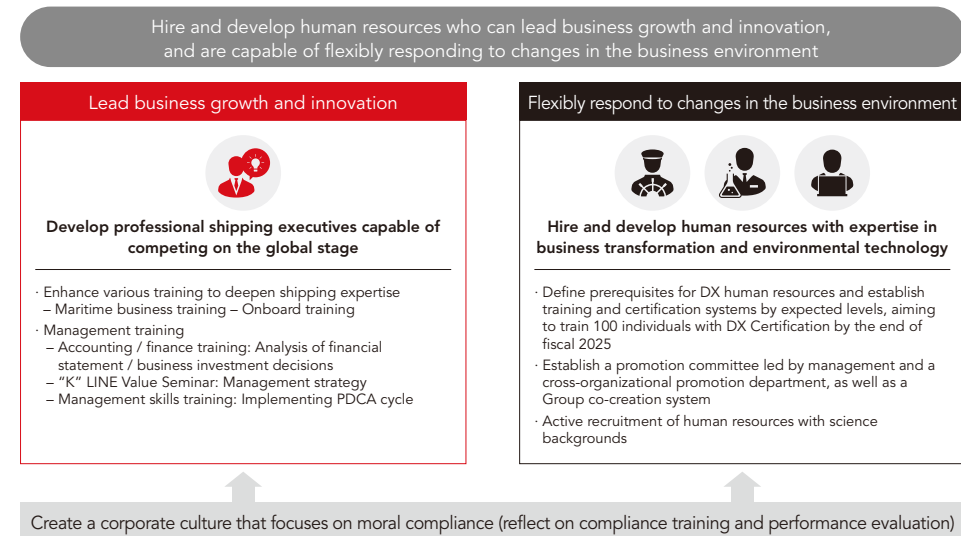 Hire and develop human resources who can lead business growth and innovation,
and are capable of flexibly responding to changes in the business environment
Lead business growth and innovation
Develop professional shipping executives capable of
competing on the global stage
· Enhance various training to deepen shipping expertise
– Maritime business training – Onboard training
· Management training
– Accounting / finance training: Analysis of financial
statement / business investment decisions
– “K” LINE Value Seminar: Management strategy
– Management skills training: Implementing PDCA cycle
Flexibly respond to changes in the business environment
Hire and develop human resources with expertise in
business transformation and environmental technology
· Define prerequisites for DX human resources and establish
training and certification systems by expected levels, aiming
to train 100 individuals with DX Certification by the end of
fiscal 2025
· Establish a promotion committee led by management and a
cross-organizational promotion department, as well as a
Group co-creation system
· Active recruitment of human resources with science
backgrounds
Create a corporate culture that focuses on moral compliance (reflect on compliance training and performance evaluation)